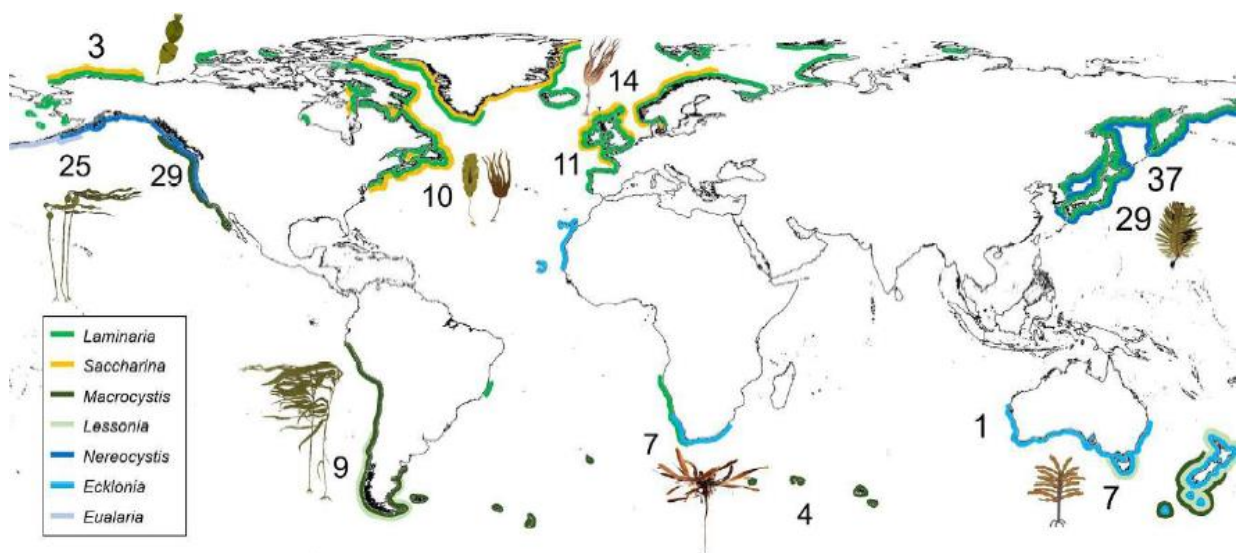 3
14
25
29
11
10
37
29
Laminaria
Saccharina
Macrocystis
Lessonia
Nereocystis
Ecklonia
Eualaria
9
7
4
1
7